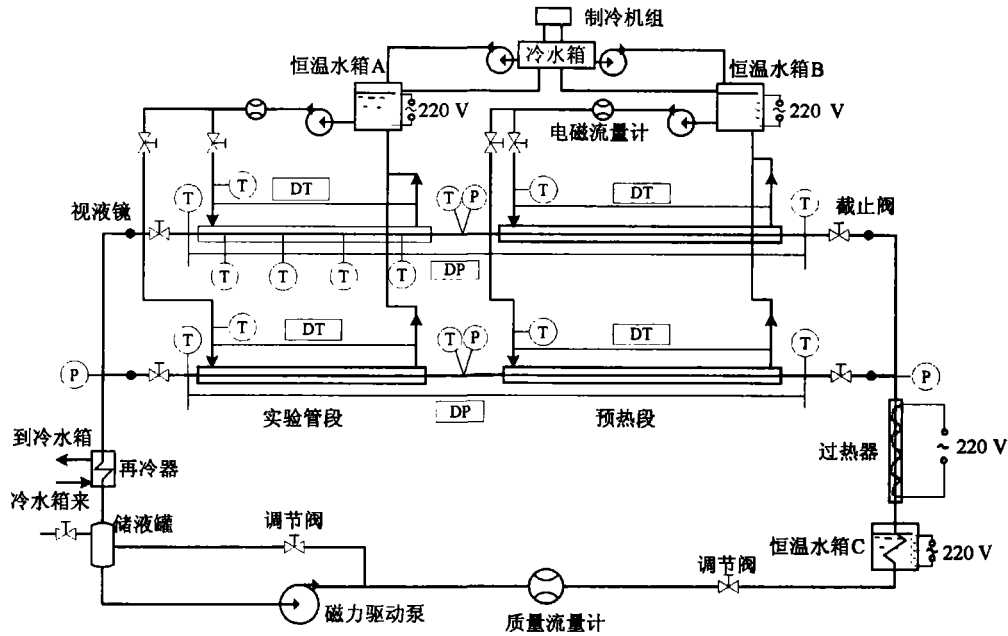 制冷机组
冷水箱
恒温水箱A
恒温水箱B
220 V
220 V
电磁流量计
T
DT
T
T
P
T
DT
T
视液镜
截止阀
T
T
T
T
DP
T
DT
T
T
P
T
DT
T
P
P
实验管段
DP
预热段
到冷水箱
再冷器
冷水箱来
过热器
220 V
储液罐
调节阀
恒温水箱C
220 V
调节阀
磁力驱动泵
质量流量计